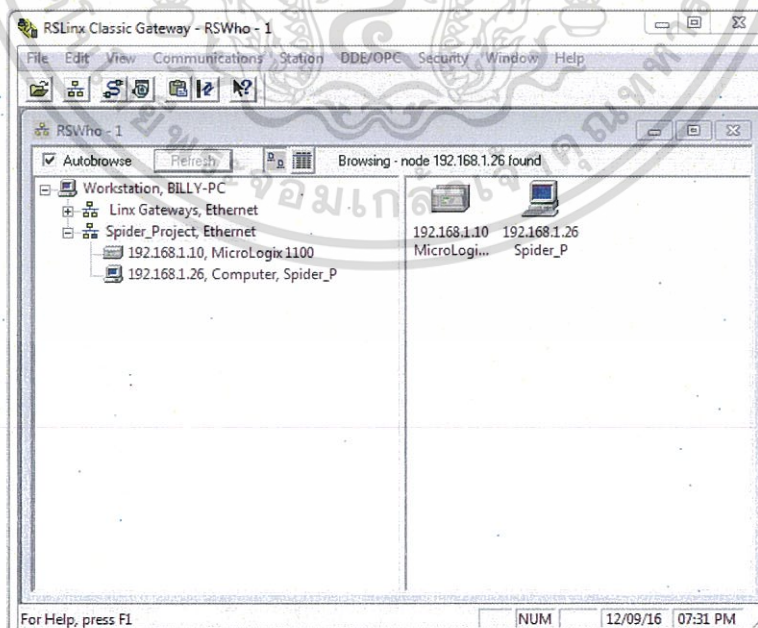 RSLinx Classic Gateway - RSWho - 1
File Edit View Communications Station DDE/OPC Security Window Help
RSWho - 1
Autobrowse Refresh Browsing - node 192.168.1.26 found
Workstation, BILLY-PC
Linx Gateways, Ethernet
Spider_Project, Ethernet
192.168.1.10, MicroLogix 1100
192.168.1.26, Computer, Spider_P
192.168.1.10 192.168.1.26
MicroLogi... Spider_P
For Help, press F1 NUM 12/09/16 07:31 PM